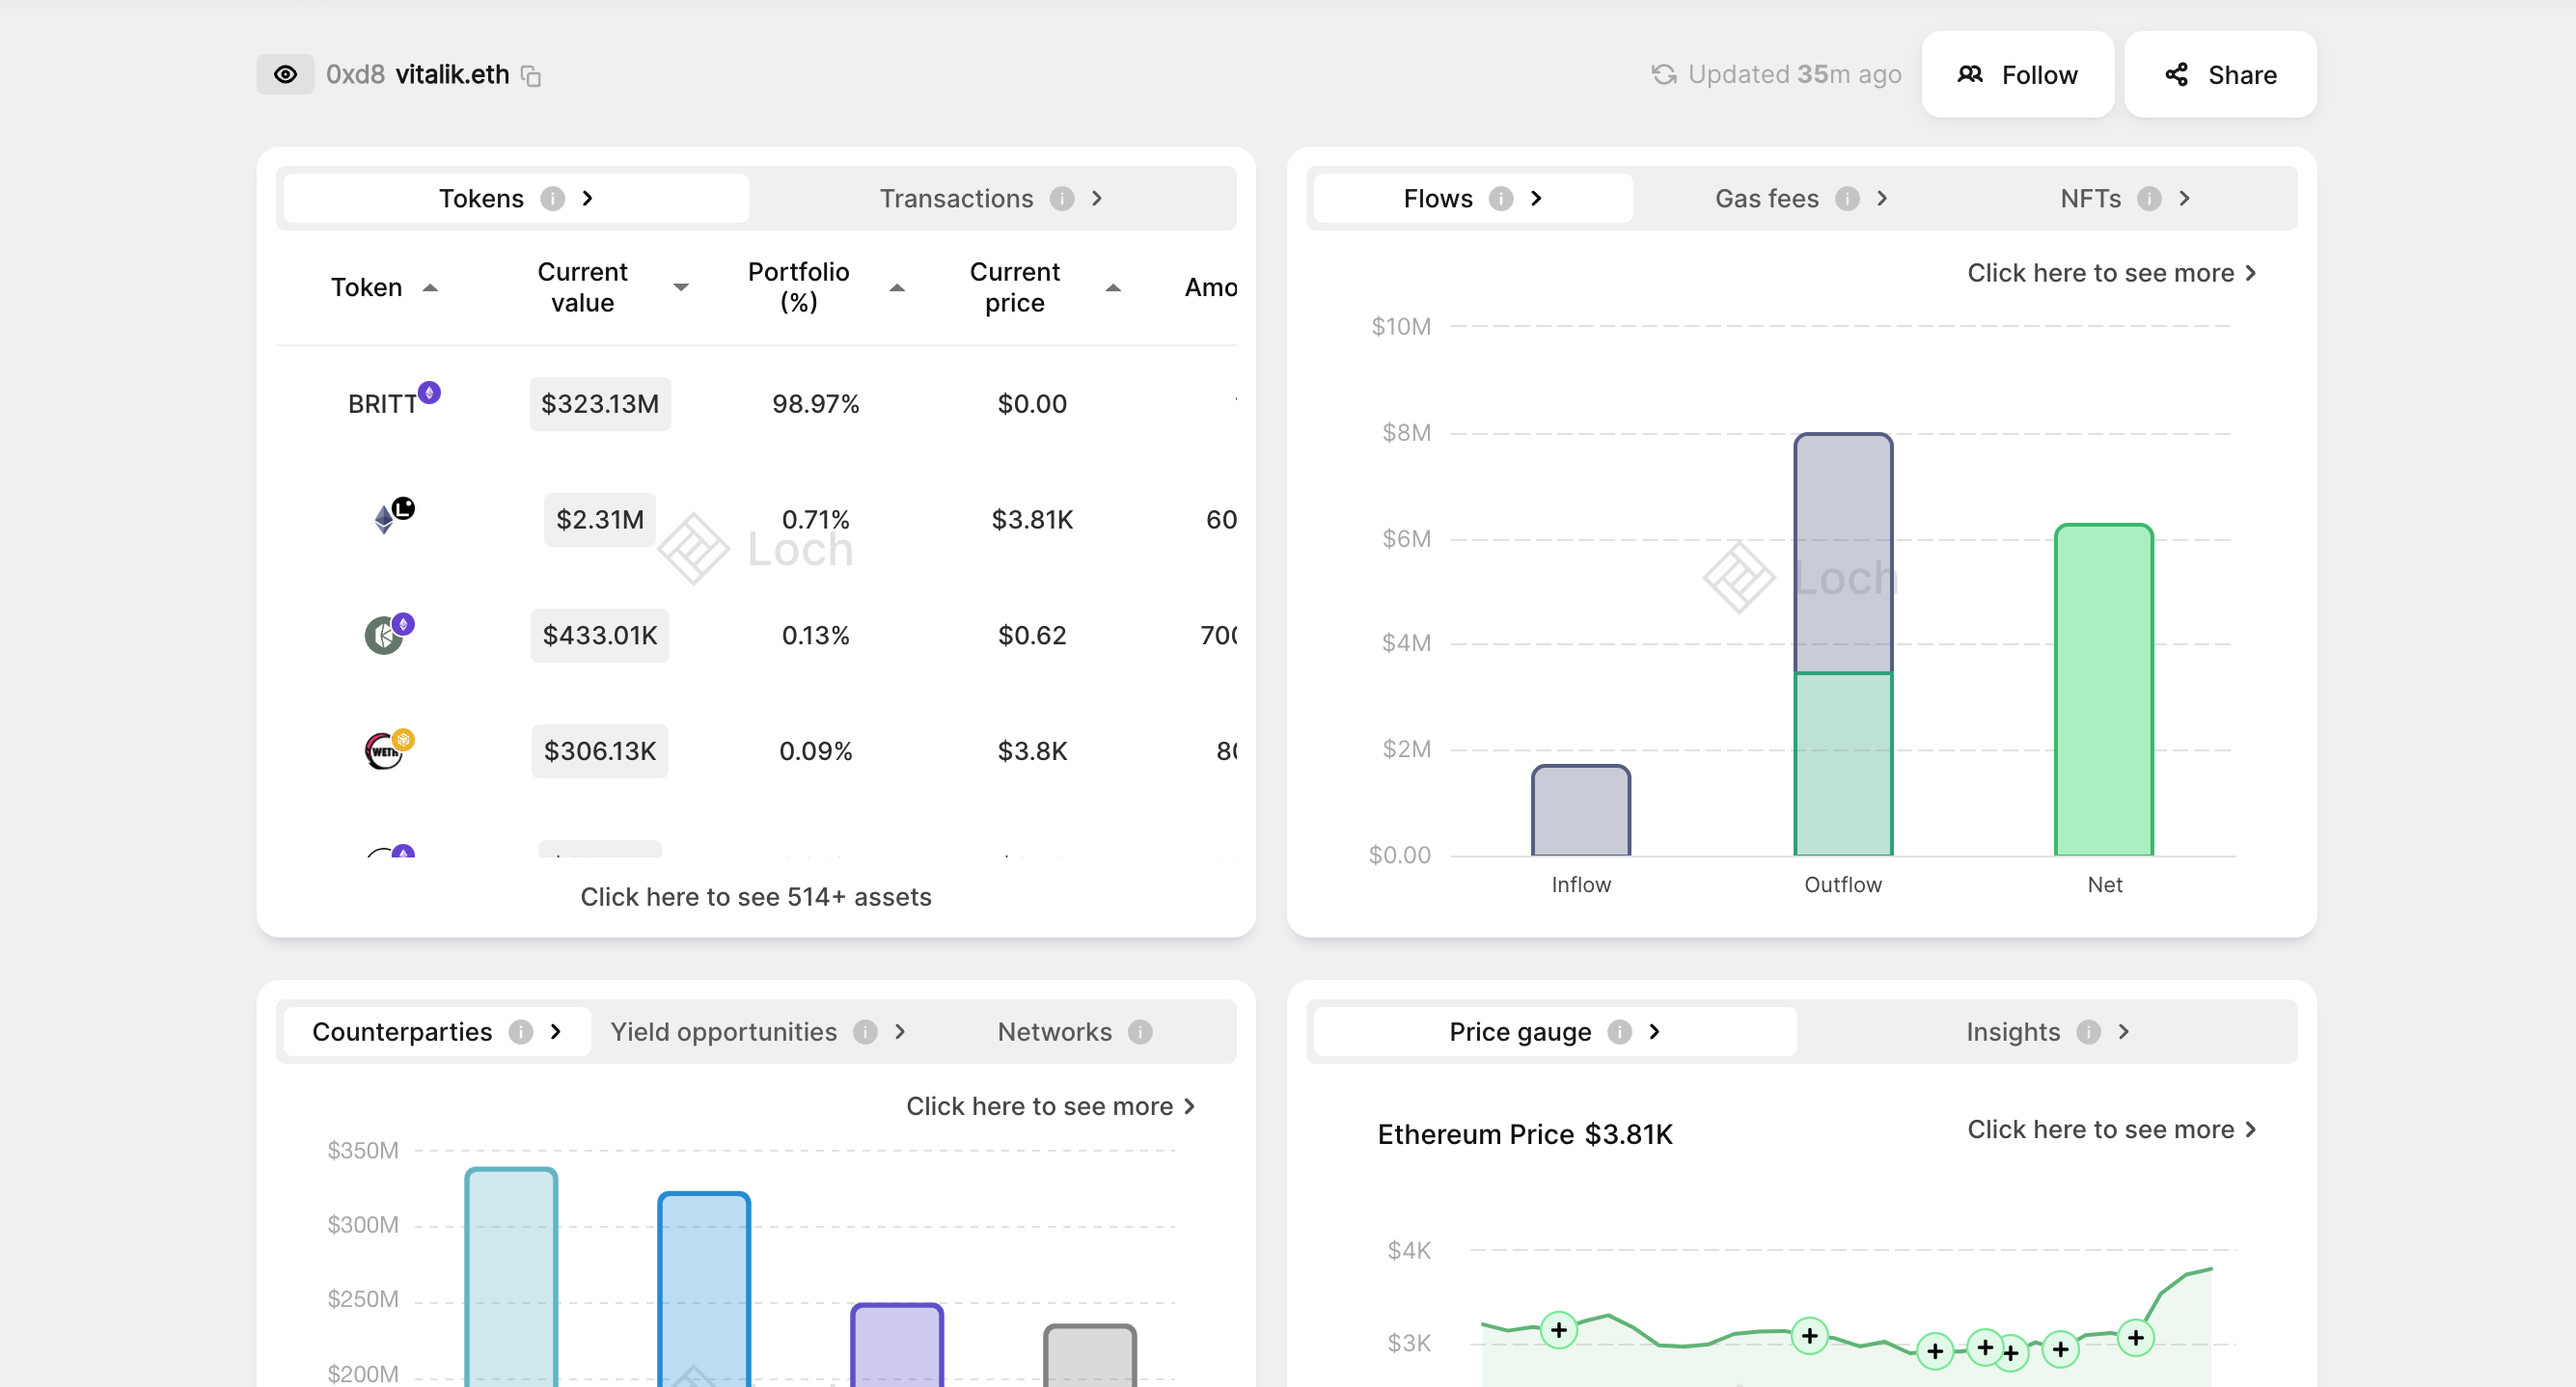 0xd8 vitalik.eth
Updated 35m ago
Follow
Share
Tokens
Transactions
Token
Current value
Portfolio (%)
Current price
Amo
BRITT $323.13M 98.97% $0.00
$2.31M 0.71% $3.81K 60
$433.01K 0.13% $0.62 700
WETH $306.13K 0.09% $3.8K 80
Loch
Click here to see 514+ assets
Flows
Gas fees
NFTs
Click here to see more
$10M
$8M
$6M
$4M
$2M
$0.00
Loch
Inflow
Outflow
Net
Counterparties
Yield opportunities
Networks
Click here to see more
$350M
$300M
$250M
$200M
Price gauge
Insights
Ethereum Price $3.81K
Click here to see more
$4K
$3K